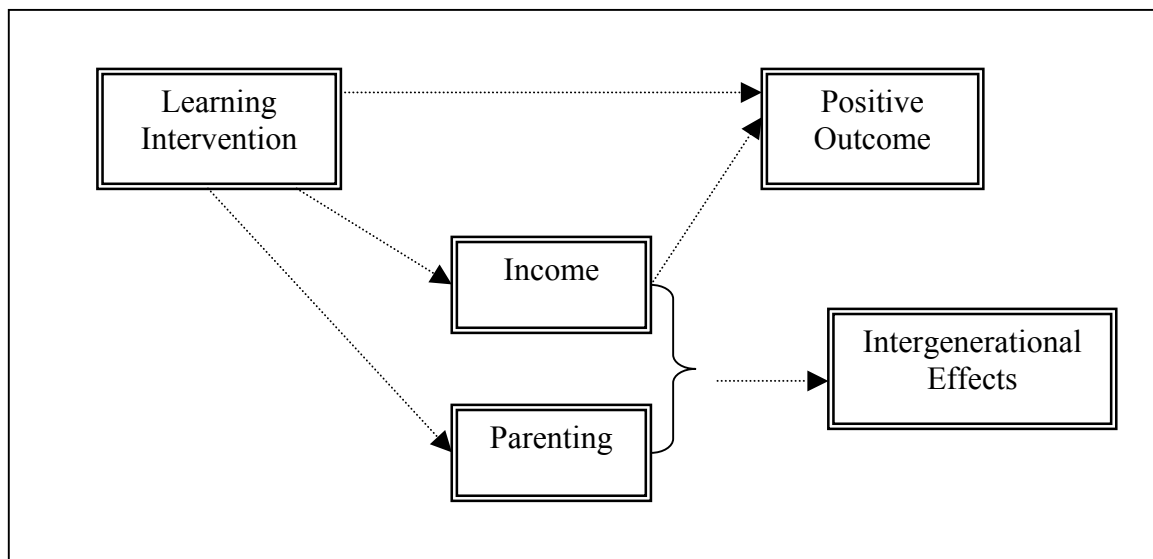 Learning
Intervention
Positive
Outcome
Income
Intergenerational
Effects
Parenting